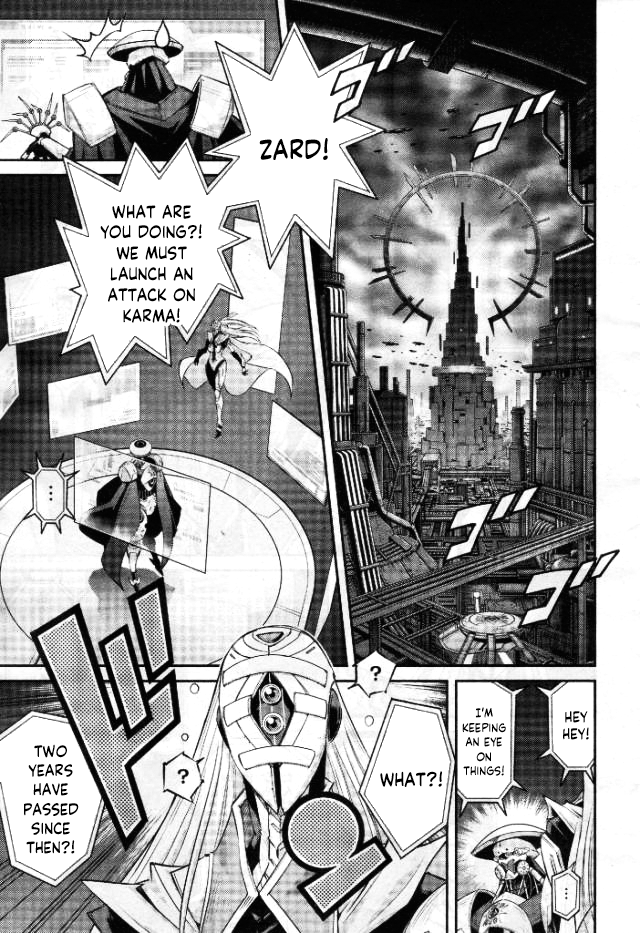 ゴゴ
ゴゴ
ZARD!
WHAT ARE
YOU DOING?!
WE MUST
LAUNCH AN
ATTACK ON
KARMA!
...
HEY
HEY!
I'M
KEEPING
AN EYE
ON
THINGS!
...
?
WHAT?!
?
TWO
YEARS
HAVE
PASSED
SINCE
THEN?!